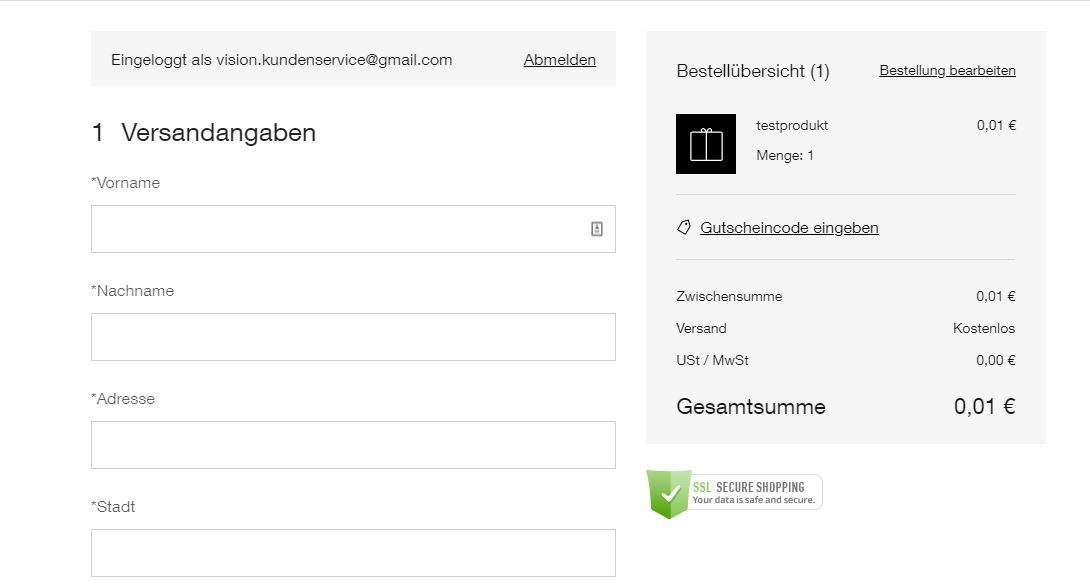 Eingeloggt als vision.kundenservice@gmail.com Abmelden
1 Versandangaben
*Vorname
*Nachname
*Adresse
*Stadt
Bestellübersicht (1) Bestellung bearbeiten
testprodukt 0,01 €
Menge: 1
Gutscheincode eingeben
Zwischensumme 0,01 €
Versand Kostenlos
USt / MwSt 0,00 €
Gesamtsumme 0,01 €
SSL SECURE SHOPPING
Your data is safe and secure.